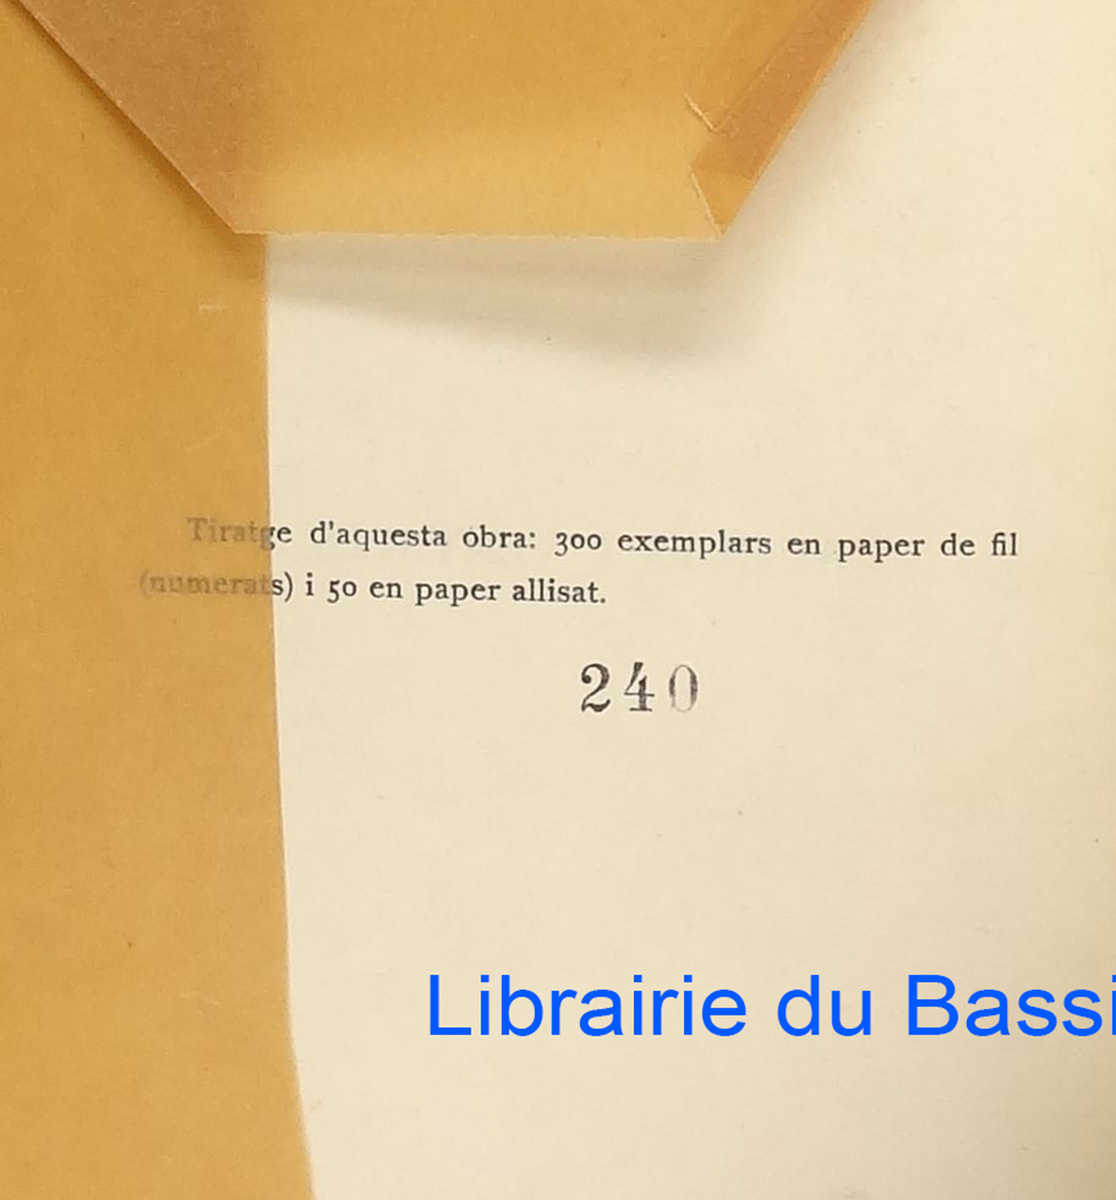 Tiratge d'aquesta obra: 300 exemplars en paper de fil
(numerats) i 50 en paper allisat.
240
Librairie du Bassi